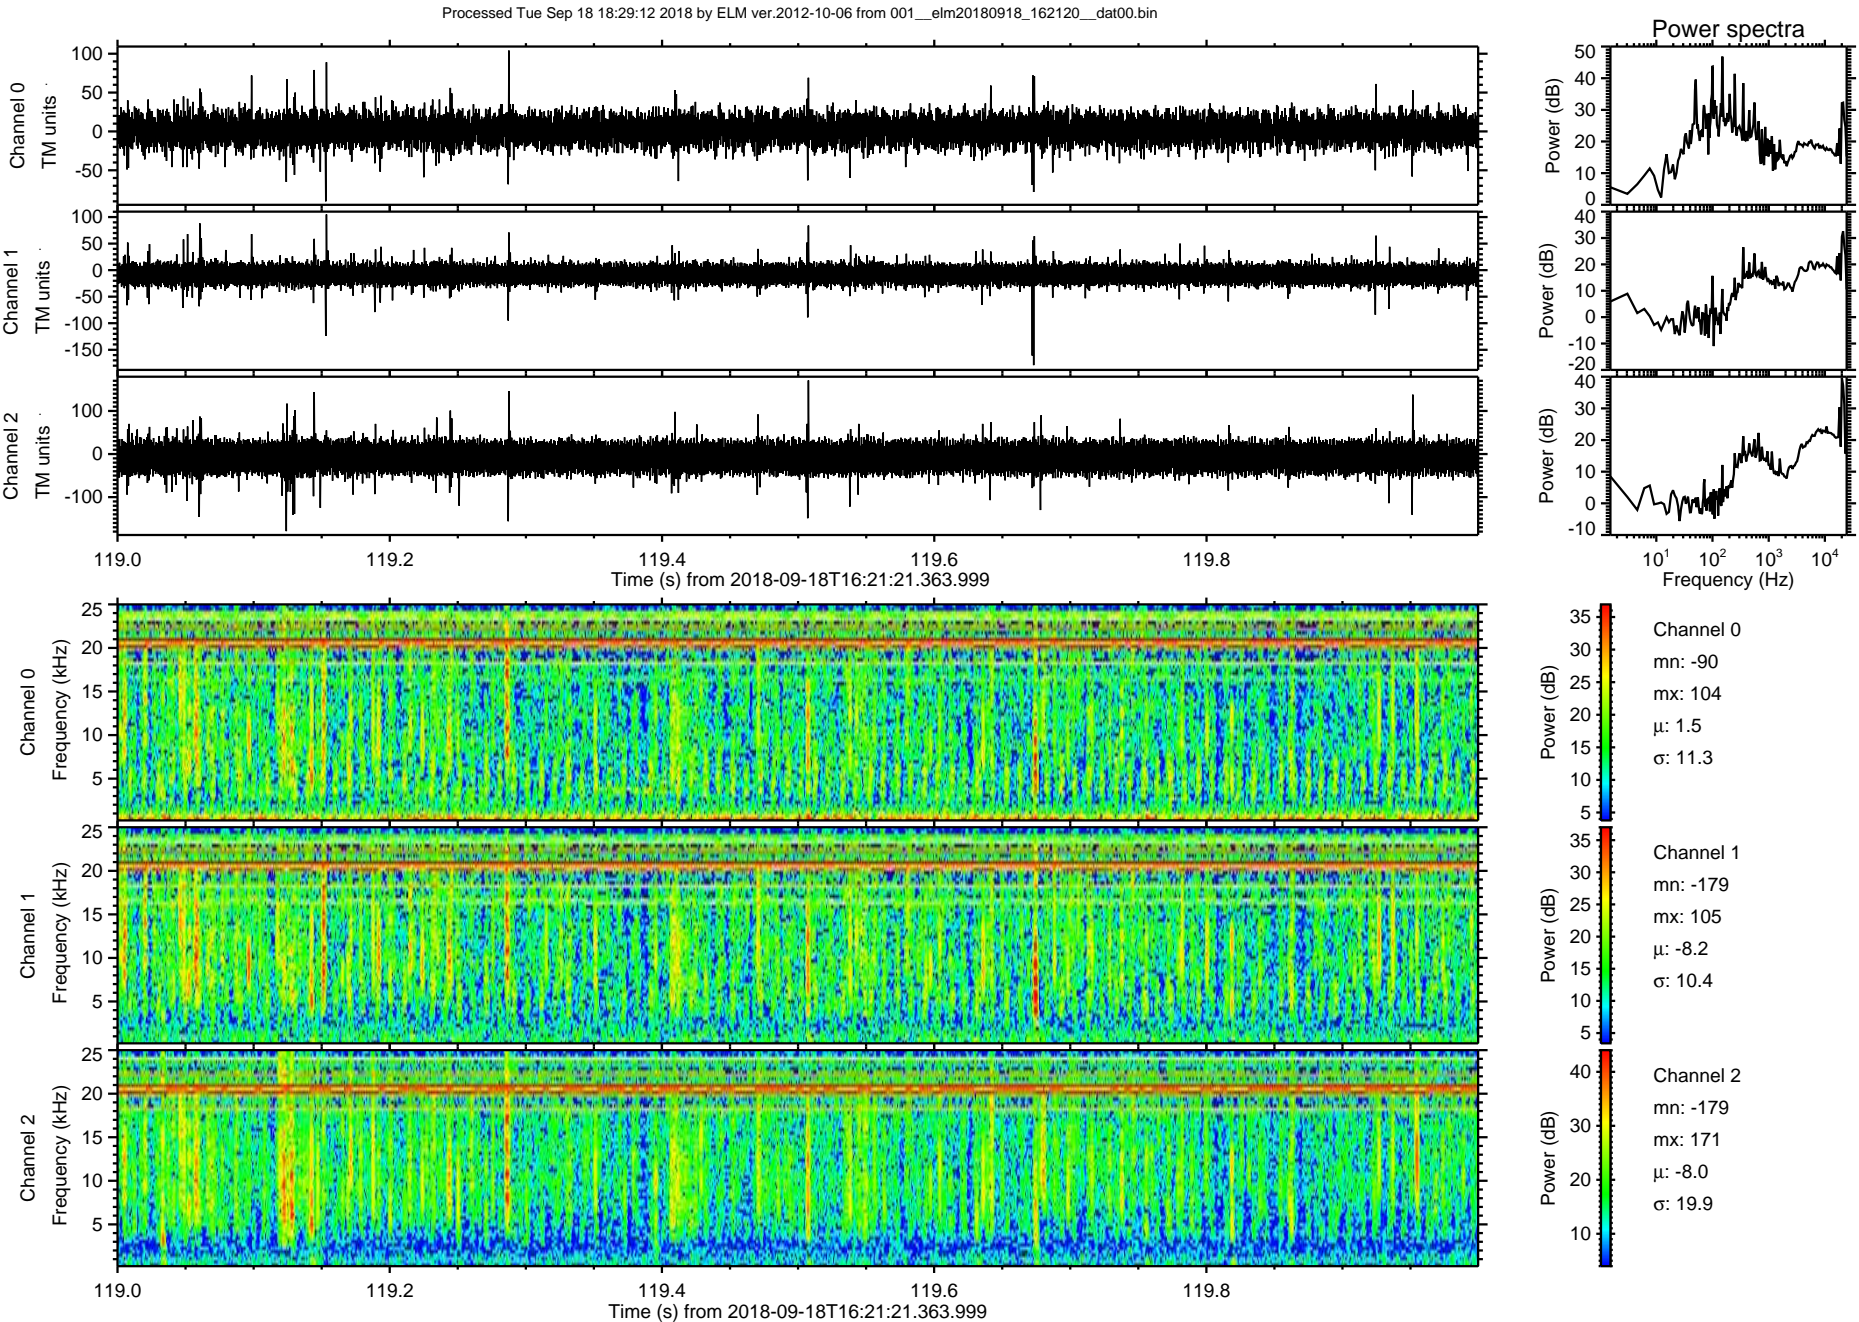 Processed Tue Sep 18 18:29:12 2018 by ELM ver.2012-10-06 from 001__elm20180918_162120__dat00.bin
Power spectra
Channel 0
TM units
100
50
0
-50
Power (dB)
50
40
30
20
10
0
Channel 1
TM units
100
50
0
-50
-100
-150
Power (dB)
40
30
20
10
0
-10
-20
Channel 2
TM units
100
0
-100
Power (dB)
40
30
20
10
0
-10
119.0 119.2 119.4 119.6 119.8
Time (s) from 2018-09-18T16:21:21.363.999
10¹ 10² 10³ 10⁴
Frequency (Hz)
Channel 0
Frequency (kHz)
25
20
15
10
5
Power (dB)
35
30
25
20
15
10
5
Channel 0
mn: -90
mx: 104
μ: 1.5
σ: 11.3
Channel 1
Frequency (kHz)
25
20
15
10
5
Power (dB)
35
30
25
20
15
10
5
Channel 1
mn: -179
mx: 105
μ: -8.2
σ: 10.4
Channel 2
Frequency (kHz)
25
20
15
10
5
Power (dB)
40
30
20
10
Channel 2
mn: -179
mx: 171
μ: -8.0
σ: 19.9
119.0 119.2 119.4 119.6 119.8
Time (s) from 2018-09-18T16:21:21.363.999